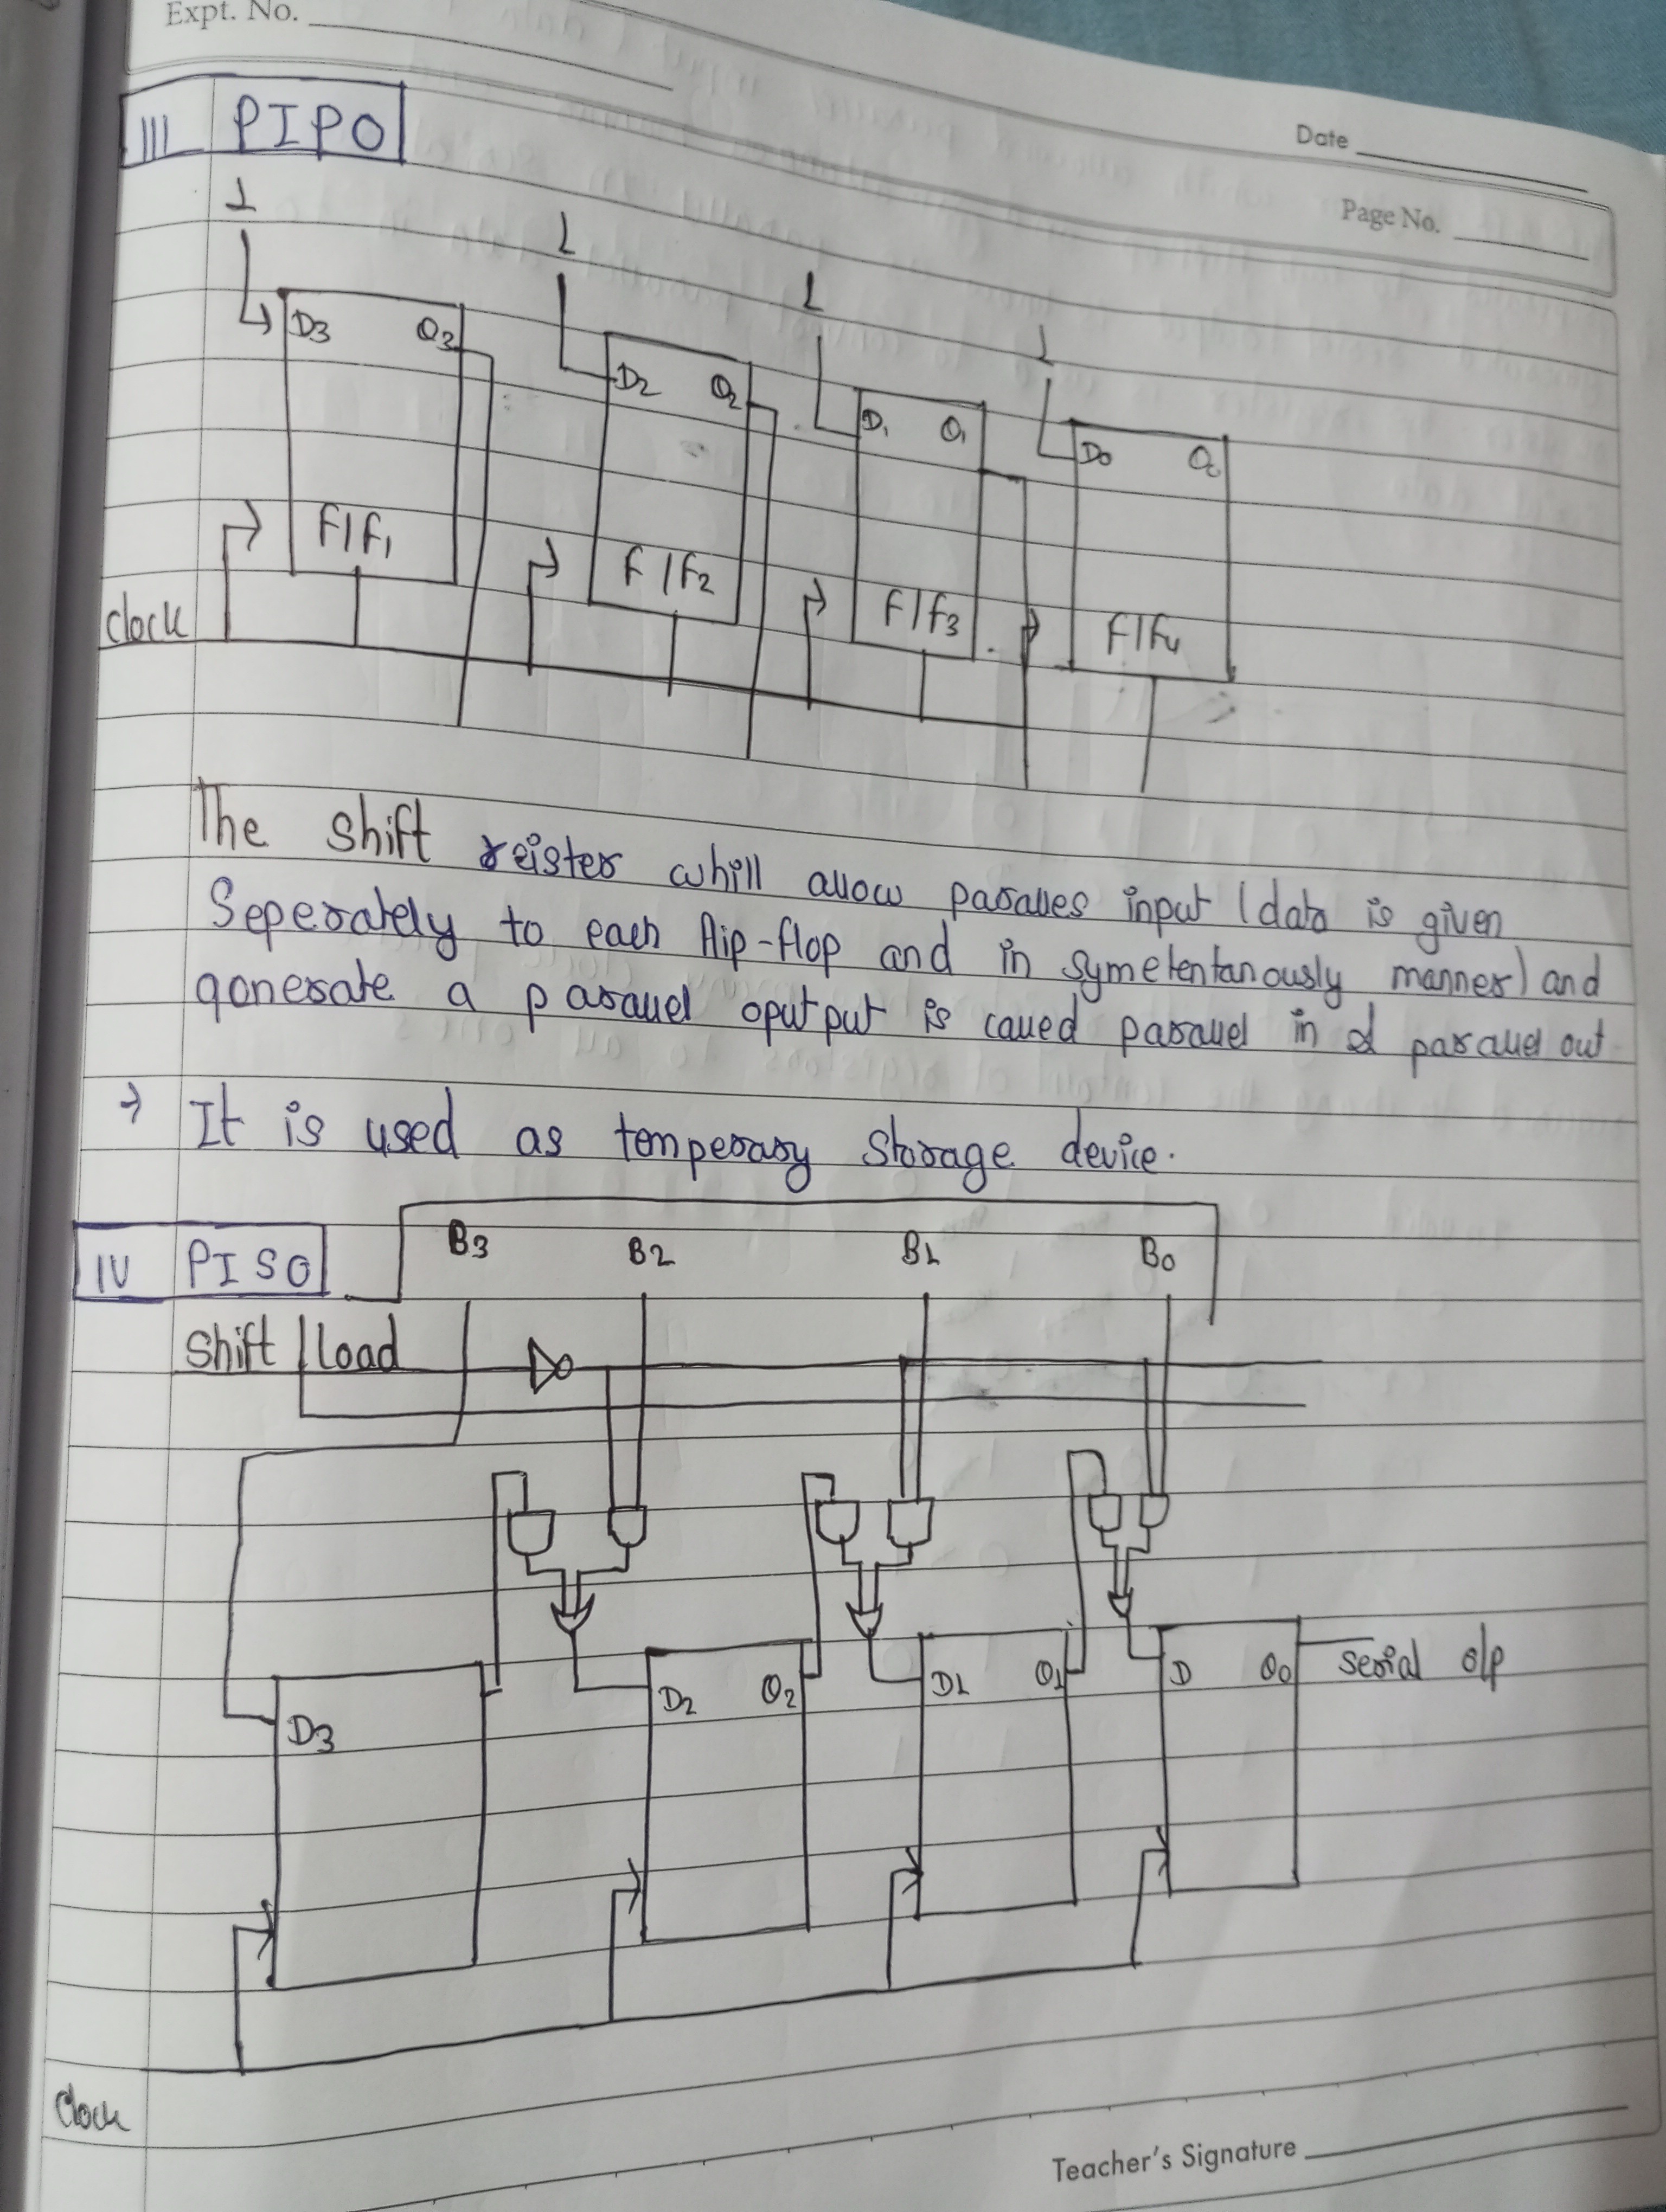 Expt. No.
Date
Page No.
III PIPO
1 1 1 1
D3 Q3 D2 Q2 D1 Q1 D0
F/F1 F/F2 F/F3 F/F4
clock
The shift reister whill allow parallel input (data is given
Seperately to each flip-flop and in symetentanously manner) and
gonerate a parallel oputput is called parallel in & parallel out
→ It is used as temperary storage device.
IV PISO
B3 B2 B1 B0
Shift/load
D3 D2 Q2 D1 Q1 D Q0 serial o/p
Clock
Teacher's Signature